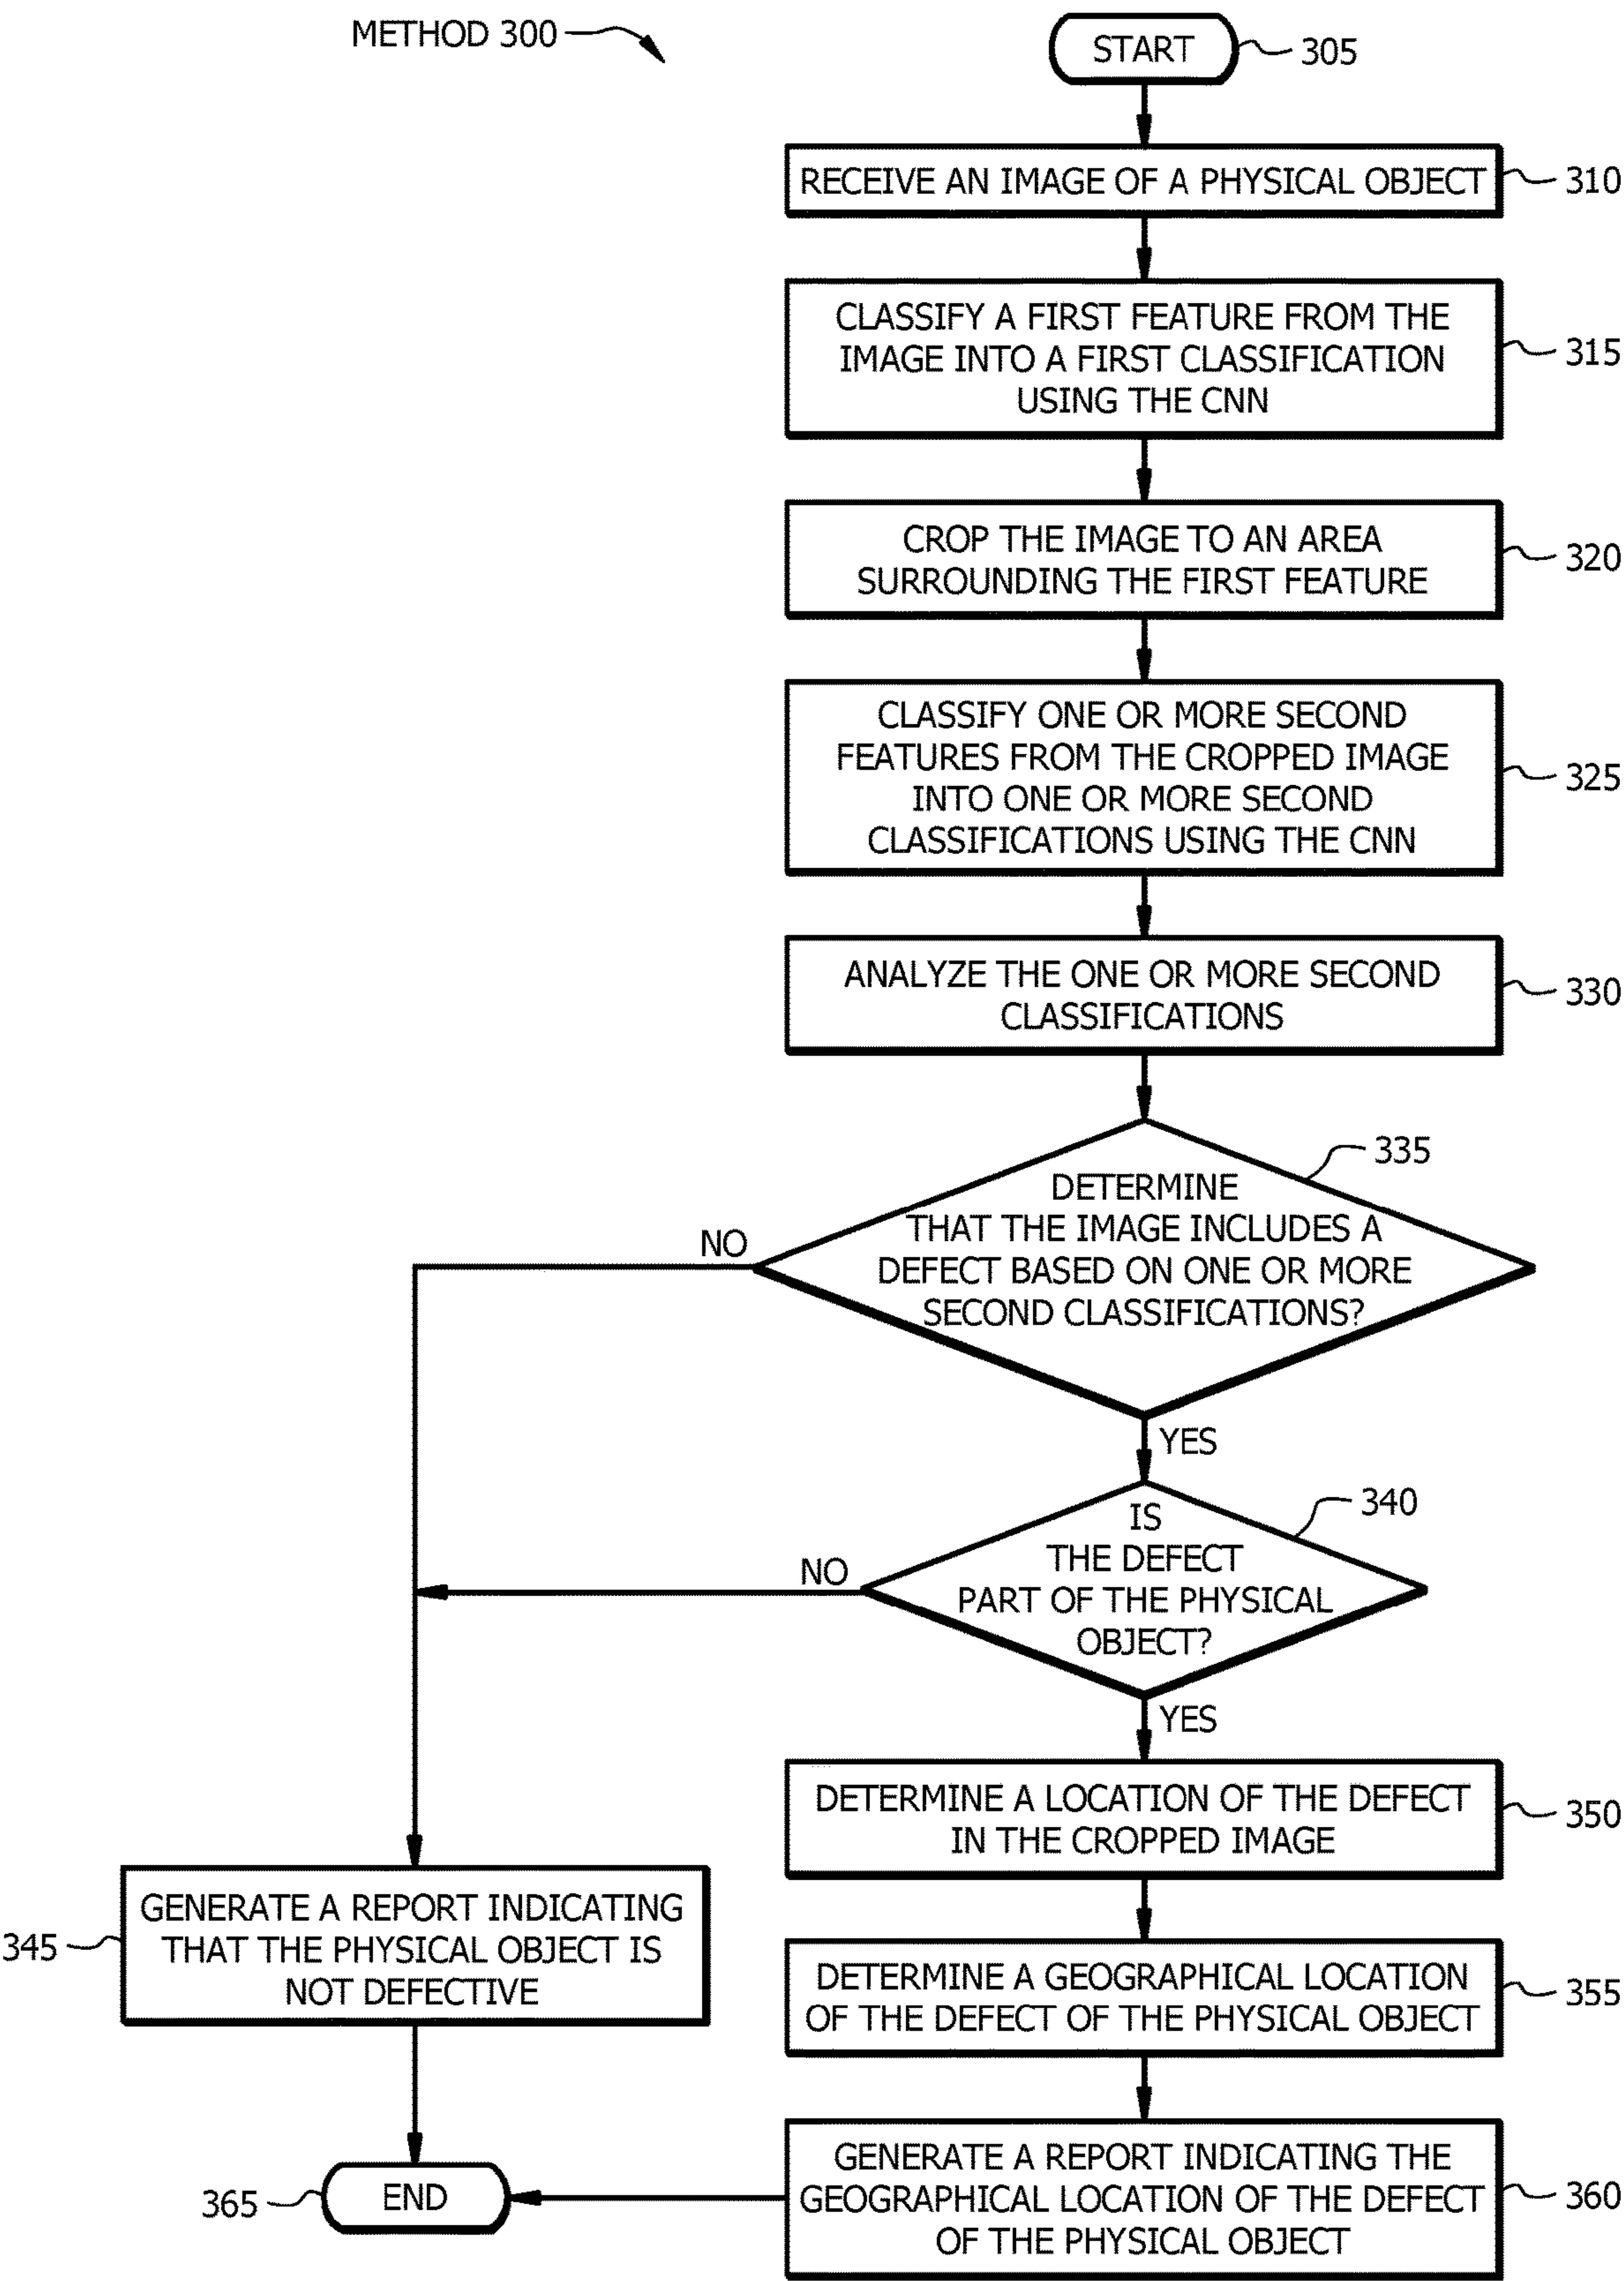 METHOD 300
START
305
RECEIVE AN IMAGE OF A PHYSICAL OBJECT
310
CLASSIFY A FIRST FEATURE FROM THE
IMAGE INTO A FIRST CLASSIFICATION
USING THE CNN
315
CROP THE IMAGE TO AN AREA
SURROUNDING THE FIRST FEATURE
320
CLASSIFY ONE OR MORE SECOND
FEATURES FROM THE CROPPED IMAGE
INTO ONE OR MORE SECOND
CLASSIFICATIONS USING THE CNN
325
ANALYZE THE ONE OR MORE SECOND
CLASSIFICATIONS
330
335
DETERMINE
THAT THE IMAGE INCLUDES A
DEFECT BASED ON ONE OR MORE
SECOND CLASSIFICATIONS?
NO
YES
340
IS
THE DEFECT
PART OF THE PHYSICAL
OBJECT?
NO
YES
DETERMINE A LOCATION OF THE DEFECT
IN THE CROPPED IMAGE
350
GENERATE A REPORT INDICATING
THAT THE PHYSICAL OBJECT IS
NOT DEFECTIVE
345
DETERMINE A GEOGRAPHICAL LOCATION
OF THE DEFECT OF THE PHYSICAL OBJECT
355
GENERATE A REPORT INDICATING THE
GEOGRAPHICAL LOCATION OF THE DEFECT
OF THE PHYSICAL OBJECT
360
END
365